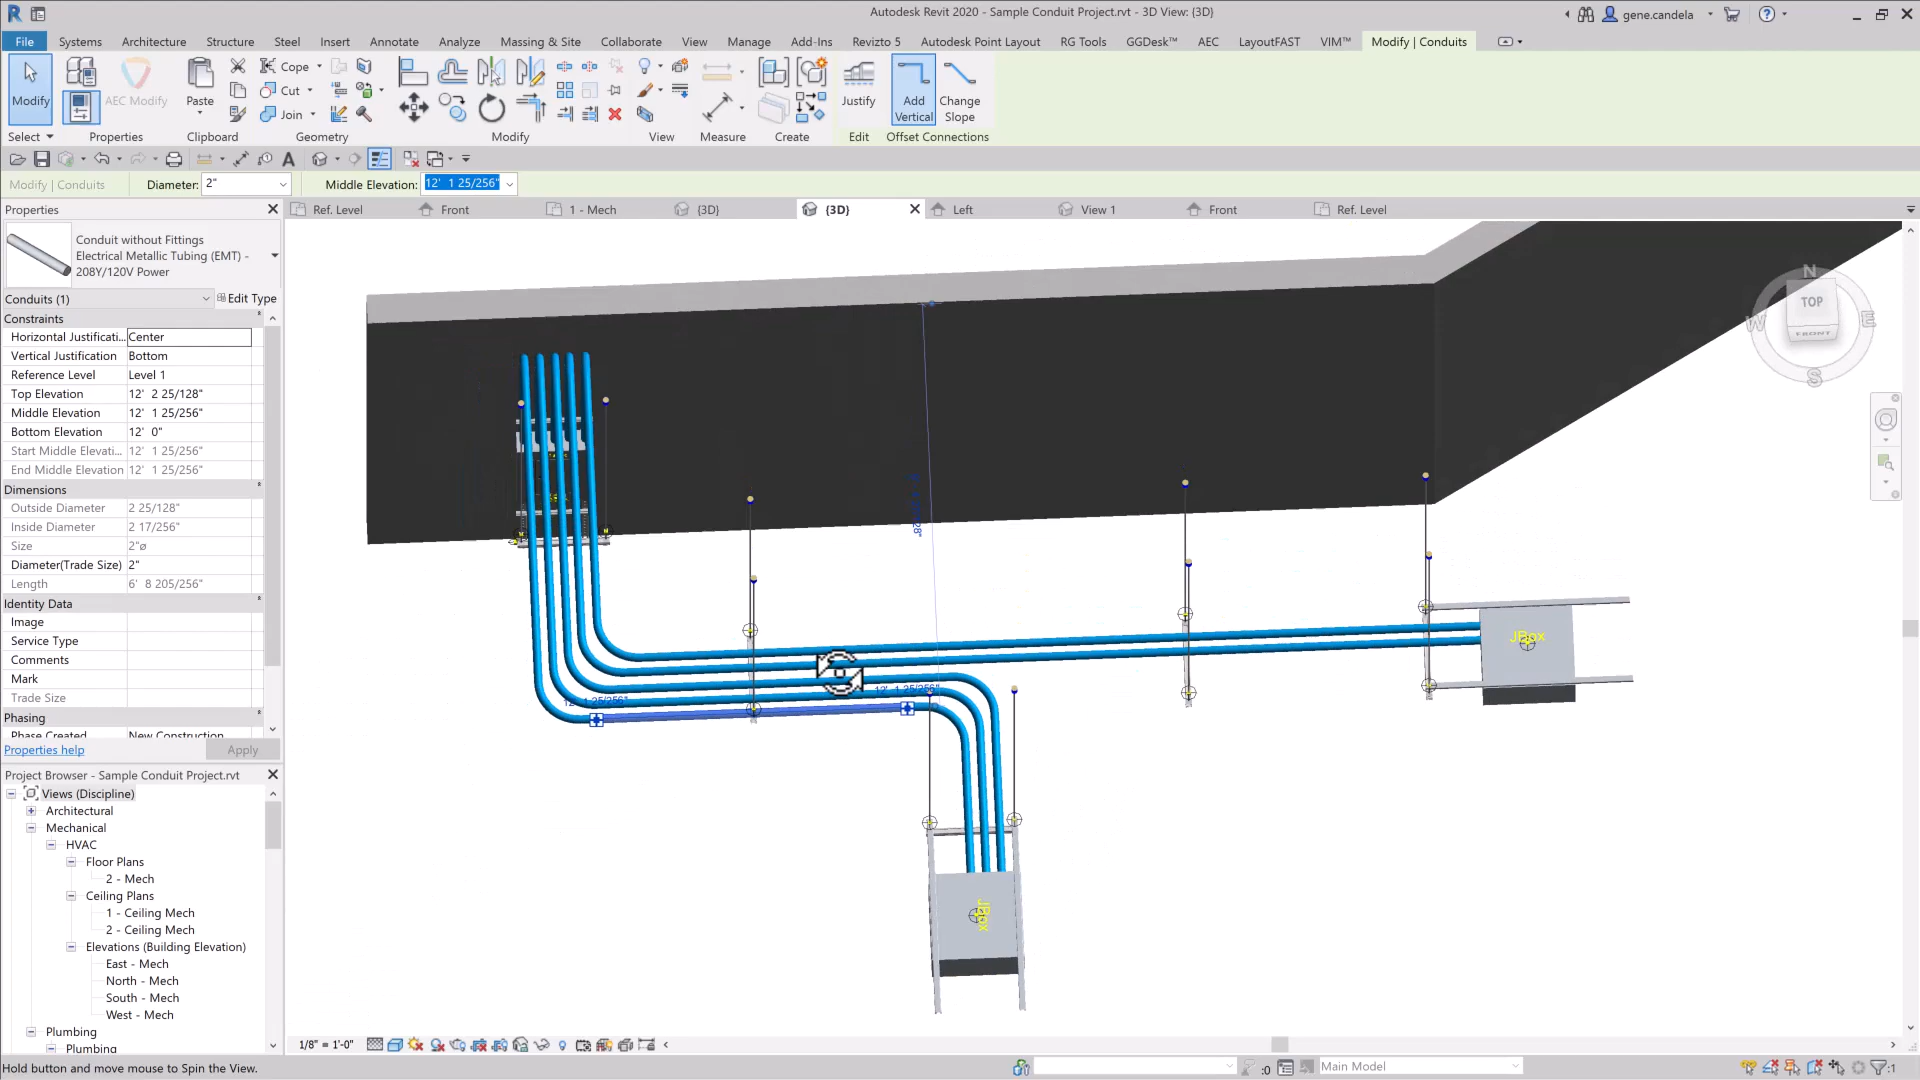 Autodesk Revit 2020 - Sample Conduit Project.rvt - 3D View: {3D}
gene.candela
File Systems Architecture Structure Steel Insert Annotate Analyze Massing & Site Collaborate View Manage Add-Ins Revizto 5 Autodesk Point Layout RG Tools GGDesk™ AEC LayoutFAST VIM™ Modify | Conduits
Modify
AEC Modify
Paste
Cope
Cut
Join
Justify
Add Vertical
Change Slope
Select Properties Clipboard Geometry Modify View Measure Create Edit Offset Connections
Modify | Conduits
Diameter: 2"
Middle Elevation: 12' 1 25/256"
Properties
Ref. Level
Front
1 - Mech
{3D}
{3D}
Left
View 1
Front
Ref. Level
Conduit without Fittings
Electrical Metallic Tubing (EMT) -
208Y/120V Power
Conduits (1)
Edit Type
Constraints
Horizontal Justificati... Center
Vertical Justification Bottom
Reference Level Level 1
Top Elevation 12' 2 25/128"
Middle Elevation 12' 1 25/256"
Bottom Elevation 12' 0"
Start Middle Elevati... 12' 1 25/256"
End Middle Elevation 12' 1 25/256"
Dimensions
Outside Diameter 2 25/128"
Inside Diameter 2 17/256"
Size 2"ø
Diameter(Trade Size) 2"
Length 6' 8 205/256"
Identity Data
Image
Service Type
Comments
Mark
Trade Size
Phasing
Phase Created New Construction
Properties help
Apply
Project Browser - Sample Conduit Project.rvt
Views (Discipline)
Architectural
Mechanical
HVAC
Floor Plans
2 - Mech
Ceiling Plans
1 - Ceiling Mech
2 - Ceiling Mech
Elevations (Building Elevation)
East - Mech
North - Mech
South - Mech
West - Mech
Plumbing
Plumbing
N
TOP
FRONT
W
E
S
JBox
12' 1 25/256"
12' 1 25/256"
JBox
1/8" = 1'-0"
Hold button and move mouse to Spin the View.
:0
Main Model
:1